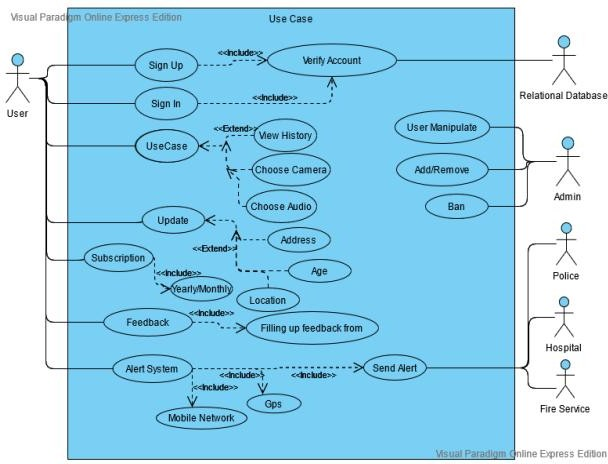 Visual Paradigm Online Express Edition
Use Case
Sign Up
<<Include>>
Verify Account
User
Relational Database
Sign In
<<Include>>
<<Extend>>
View History
User Manipulate
UseCase
Choose Camera
Add/Remove
Admin
Choose Audio
Ban
Update
<<Extend>>
Address
Subscription
Police
<<Include>>
Age
Yearly/Monthly
Location
Feedback
<<Include>>
Filling up feedback from
Hospital
Alert System
<<Include>>
<<Include>>
Send Alert
<<Include>>
Gps
Fire Service
Mobile Network
Visual Paradigm Online Express Edition